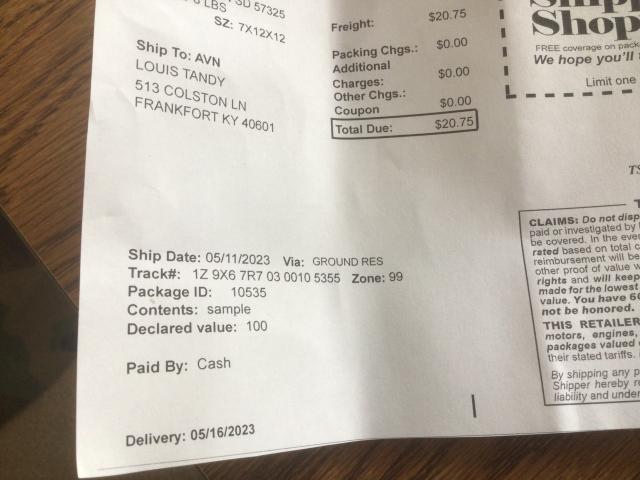 SD 57325
LBS
SZ: 7X12X12
Ship To: AVN
LOUIS TANDY
513 COLSTON LN
FRANKFORT KY 40601
Freight: $20.75
Packing Chgs.: $0.00
Additional
Charges: $0.00
Other Chgs.:
Coupon $0.00
Total Due: $20.75
Shop
FREE coverage on pack
We hope you'll
Limit one
Ship Date: 05/11/2023 Via: GROUND RES
Track#: 1Z 9X6 7R7 03 0010 5355 Zone: 99
Package ID: 10535
Contents: sample
Declared value: 100
Paid By: Cash
Delivery: 05/16/2023
CLAIMS: Do not disp
paid or investigated by
be covered. In the eve
rated based on total c
reimbursement will be
other proof of value w
rights and will keep
made for the lowest
value. You have 60
not be honored.
THIS RETAILER
motors, engines,
packages valued
their stated tariffs.
By shipping any p
Shipper hereby re
liability and under